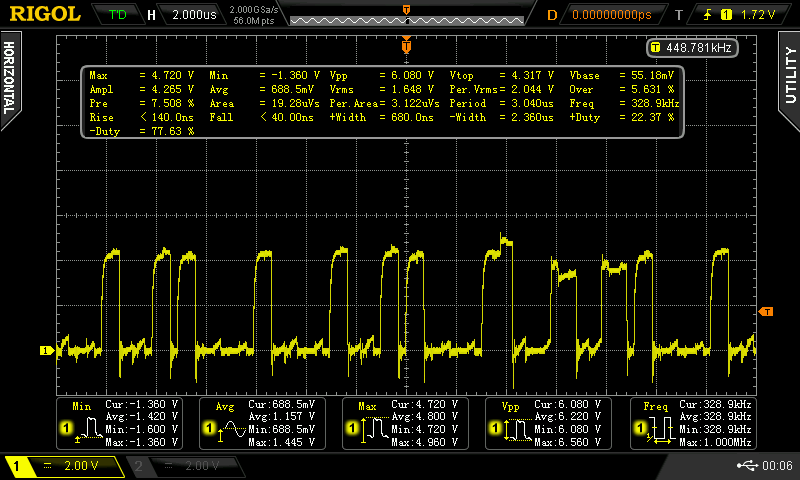 RIGOL T'D H 2.000us 2.000GSa/s 56.0M pts T D 0.00000000ps T 1 1.72 V
HORIZONTAL
UTILITY
T
T 448.781kHz
Max = 4.720 V Min = -1.360 V Vpp = 6.080 V Vtop = 4.317 V Vbase = 55.18mV
Ampl = 4.265 V Avg = 688.5mV Vrms = 1.648 V Per.Vrms= 2.044 V Over = 5.631 %
Pre = 7.508 % Area = 19.28uVs Per.Area= 3.122uVs Period = 3.040us Freq = 328.9kHz
Rise < 140.0ns Fall < 40.00ns +Width = 680.0ns -Width = 2.360us +Duty = 22.37 %
-Duty = 77.63 %
T
1
Min Cur:-1.360 V
Avg:-1.420 V
1 Min:-1.600 V
Max:-1.360 V
Avg Cur: 688.5mV
Avg: 1.157 V
1 Min: 688.5mV
Max: 1.445 V
Max Cur: 4.720 V
Avg: 4.800 V
1 Min: 4.720 V
Max: 4.960 V
Vpp Cur: 6.080 V
Avg: 6.220 V
1 Min: 6.080 V
Max: 6.560 V
Freq Cur: 328.9kHz
Avg: 328.9kHz
1 Min: 328.9kHz
Max: 1.000MHz
1 = 2.00 V 2 = 2.00 V 00:06